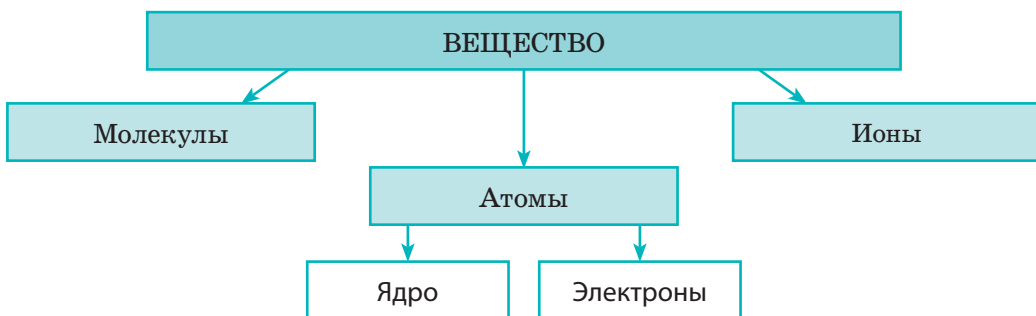 ВЕЩЕСТВО
Молекулы
Ионы
Атомы
Ядро
Электроны